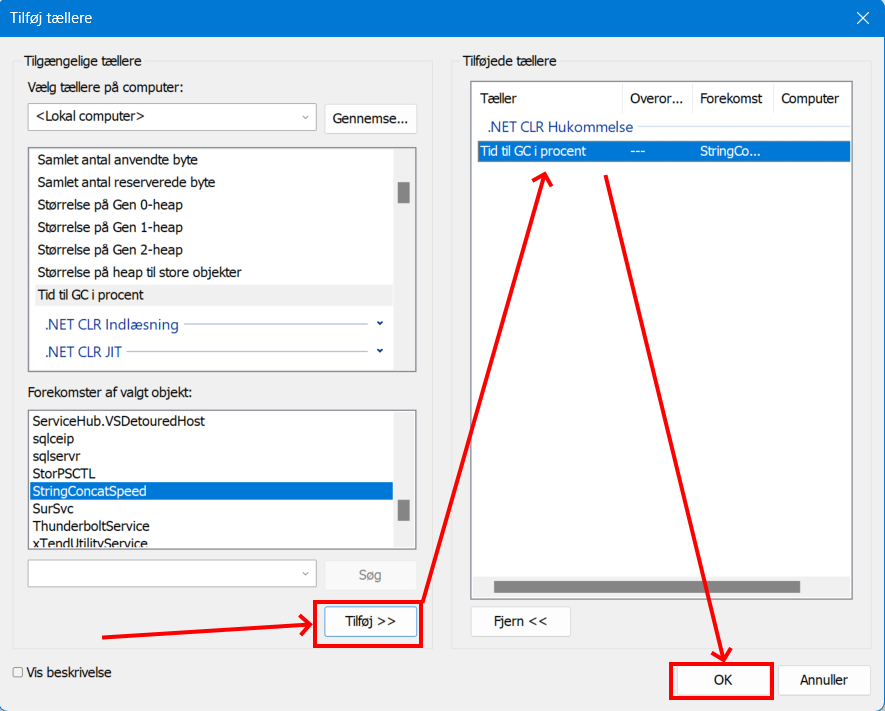 Tilføj tællere
Tilgængelige tællere
Vælg tællere på computer:
<Lokal computer>
Gennemse...
Samlet antal anvendte byte
Samlet antal reserverede byte
Størrelse på Gen 0-heap
Størrelse på Gen 1-heap
Størrelse på Gen 2-heap
Størrelse på heap til store objekter
Tid til GC i procent
.NET CLR Indlæsning
.NET CLR JIT
Forekomster af valgt objekt:
ServiceHub.VSDetouredHost
sqlceip
sqlservr
StorPSCTL
StringConcatSpeed
SurSvc
ThunderboltService
xTendUtilityService
Søg
Tilføj >>
Vis beskrivelse
Tilføjede tællere
Tæller Overor... Forekomst Computer
.NET CLR Hukommelse
Tid til GC i procent --- StringCo...
Fjern <<
OK
Annuller